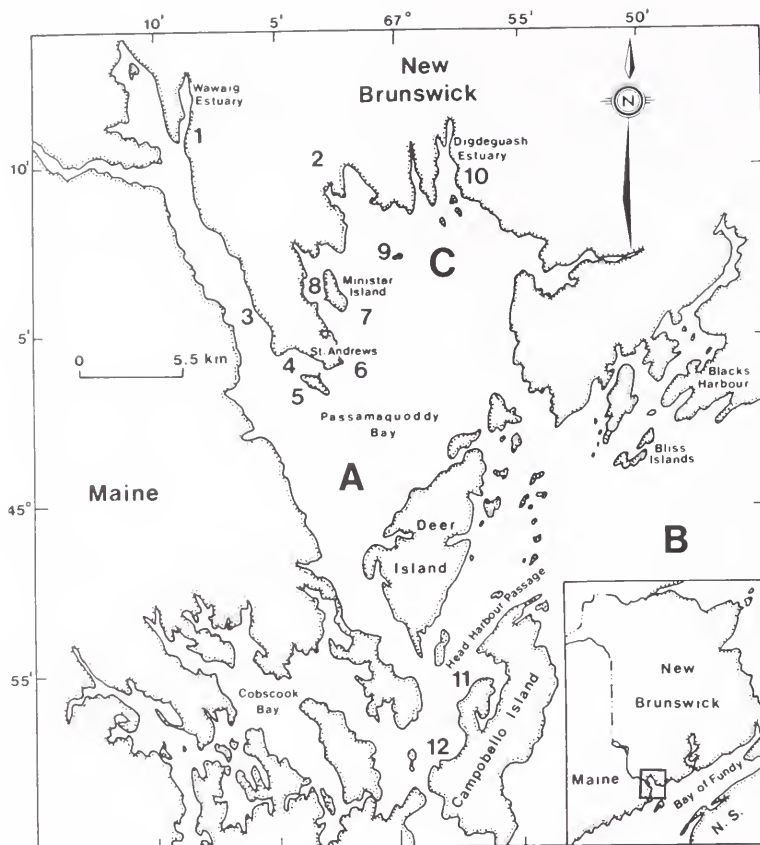 10'
5'
67°
55'
50'
New
Brunswick
N
Wawaig
Estuary
1
2
Digdeguash
Estuary
10
10'
9
C
8
Minister
Island
7
3
5'
0
5.5 km
St. Andrews
4
6
5
Passamaquoddy
Bay
Blacks
Harbour
Bliss
Islands
Maine
A
45°
Deer
Island
B
Head Harbour Passage
55'
Cobscook
Bay
11
12
Campobello Island
New
Brunswick
Maine
Bay of Fundy
N. S.